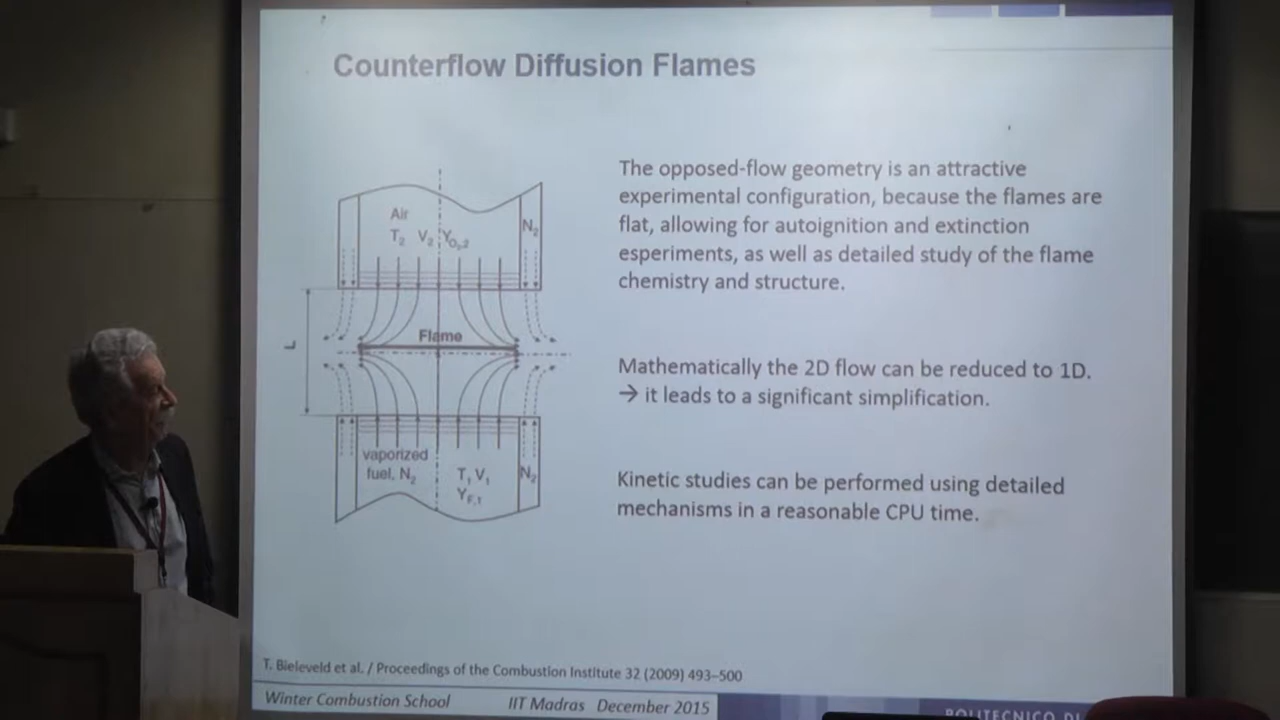 Counterflow Diffusion Flames
Air
T2 V2 YO,2
N2
L
Flame
vaporized
fuel, N2
T1 V1
YF,1
N2
The opposed-flow geometry is an attractive
experimental configuration, because the flames are
flat, allowing for autoignition and extinction
esperiments, as well as detailed study of the flame
chemistry and structure.
Mathematically the 2D flow can be reduced to 1D.
→ it leads to a significant simplification.
Kinetic studies can be performed using detailed
mechanisms in a reasonable CPU time.
T. Bieleveld et al. / Proceedings of the Combustion Institute 32 (2009) 493–500
Winter Combustion School IIT Madras December 2015
POLITECNICO DI